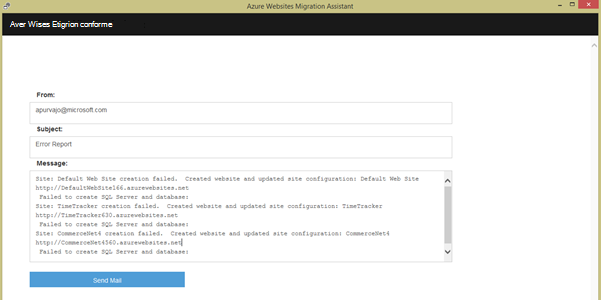 Azure Websites Migration Assistant
Aver Wises Etigrian conforme
From:
apurvajo@microsoft.com
Subject:
Error Report
Message:
Site: Default Web Site creation failed.  Created website and updated site configuration: Default Web Site
http://DefaultWebSite166.azurewebsites.net
Failed to create SQL Server and database:
Site: TimeTracker creation failed.  Created website and updated site configuration: TimeTracker
http://TimeTracker630.azurewebsites.net
Failed to create SQL Server and database:
Site: CommerceNet4 creation failed.  Created website and updated site configuration: CommerceNet4
http://CommerceNet4560.azurewebsites.net
Failed to create SQL Server and database:
Send Mail